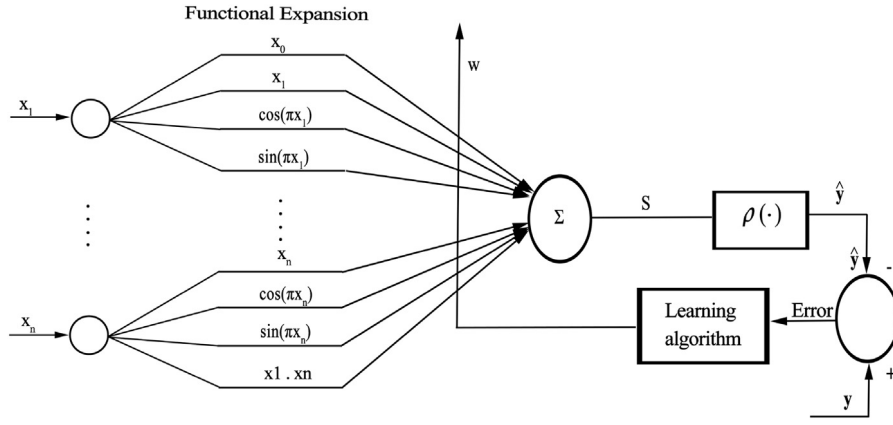 Functional Expansion
x₀
w
x₁
x₁
cos(πx₁)
sin(πx₁)
S
ρ(·)
ŷ
Σ
xₙ
ŷ
-
cos(πxₙ)
Learning
algorithm
Error
xₙ
sin(πxₙ)
x1 . xn
+
y